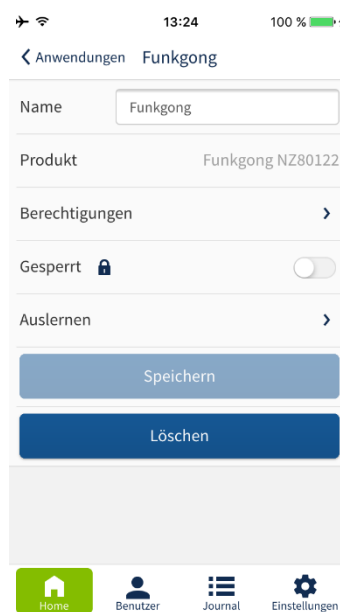 13:24 100 %
Anwendungen Funkgong
Name Funkgong
Produkt Funkgong NZ80122
Berechtigungen
Gesperrt
Auslernen
Speichern
Löschen
Home Benutzer Journal Einstellungen